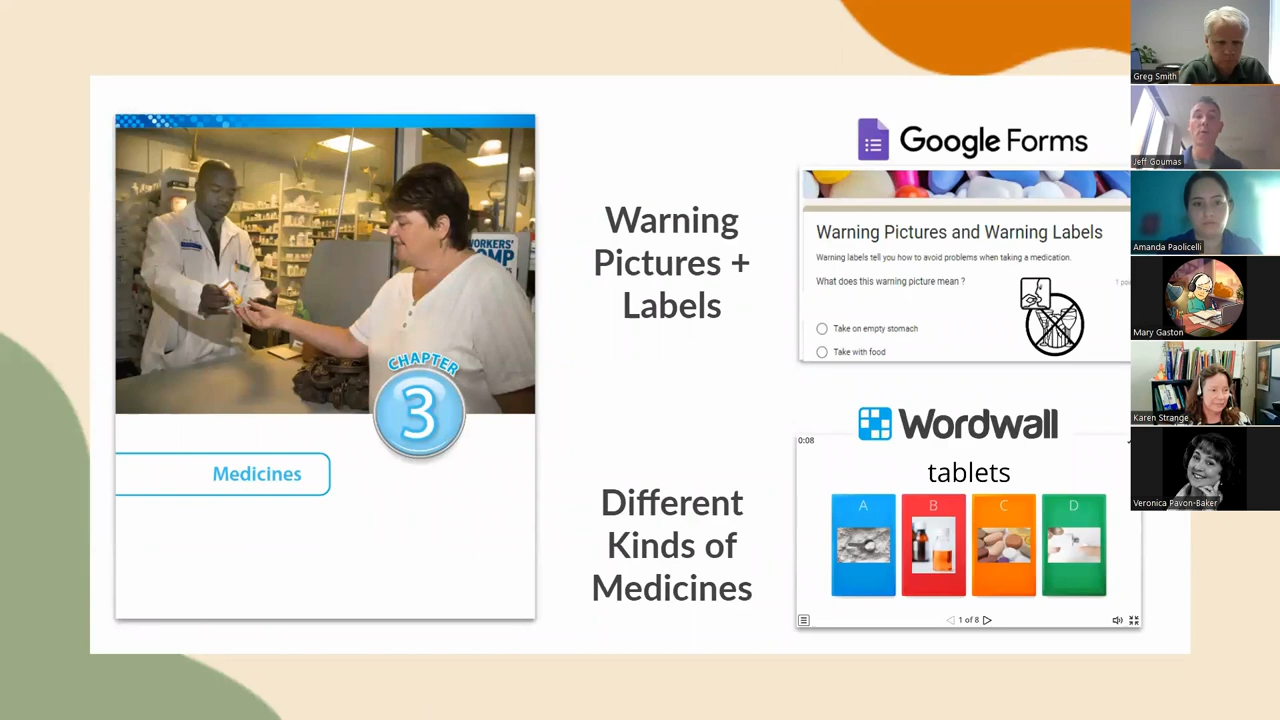 WORKERS'
CHAPTER
3
Medicines
Warning
Pictures +
Labels
Different
Kinds of
Medicines
Google Forms
Warning Pictures and Warning Labels
Warning labels tell you how to avoid problems when taking a medication.
What does this warning picture mean ?
Take on empty stomach
Take with food
Wordwall
0:08
tablets
A
B
C
D
1 of 8
Greg Smith
Jeff Goumas
Amanda Paolicelli
Mary Gaston
Karen Strange
Veronica Pavon-Baker